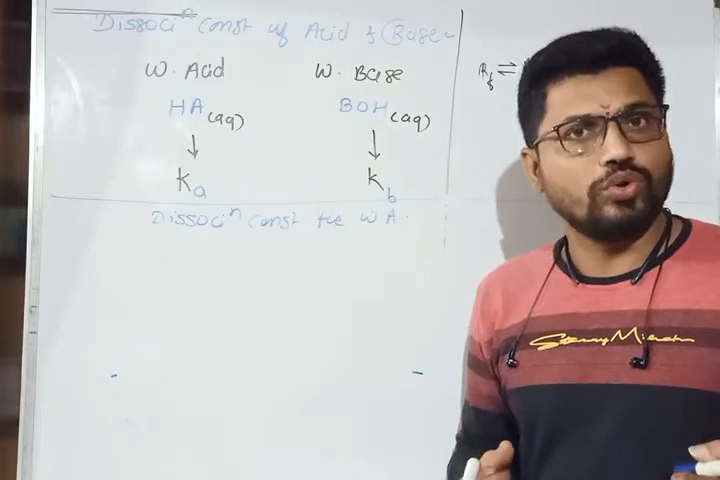 Dissociⁿ const of Acid & Base
W. Acid W. Base
HA(aq) BOH(aq)
Ka Kb
Dissociⁿ const for W A.
R ⇌